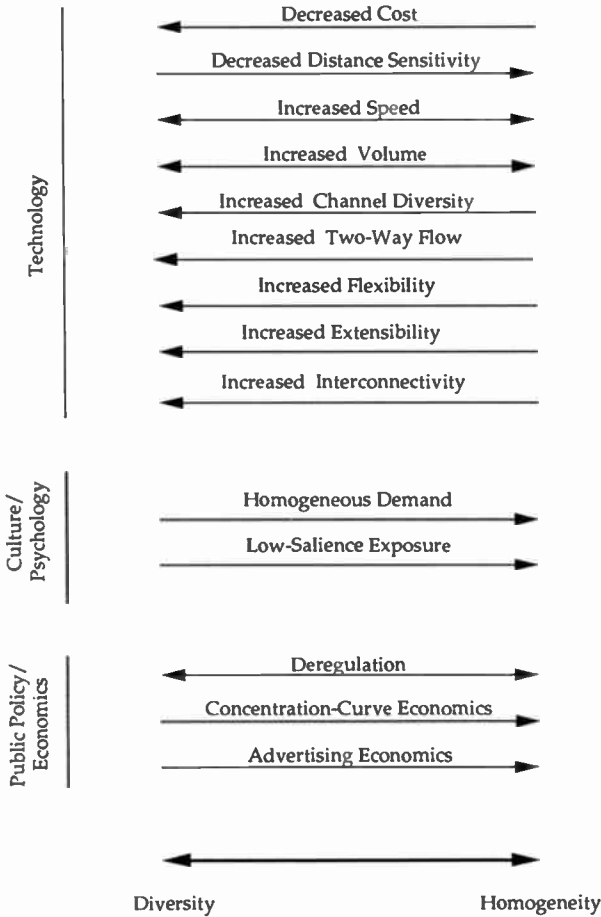 Technology
Decreased Cost
Decreased Distance Sensitivity
Increased Speed
Increased Volume
Increased Channel Diversity
Increased Two-Way Flow
Increased Flexibility
Increased Extensibility
Increased Interconnectivity
Culture/
Psychology
Homogeneous Demand
Low-Salience Exposure
Public Policy/
Economics
Deregulation
Concentration-Curve Economics
Advertising Economics
Diversity
Homogeneity